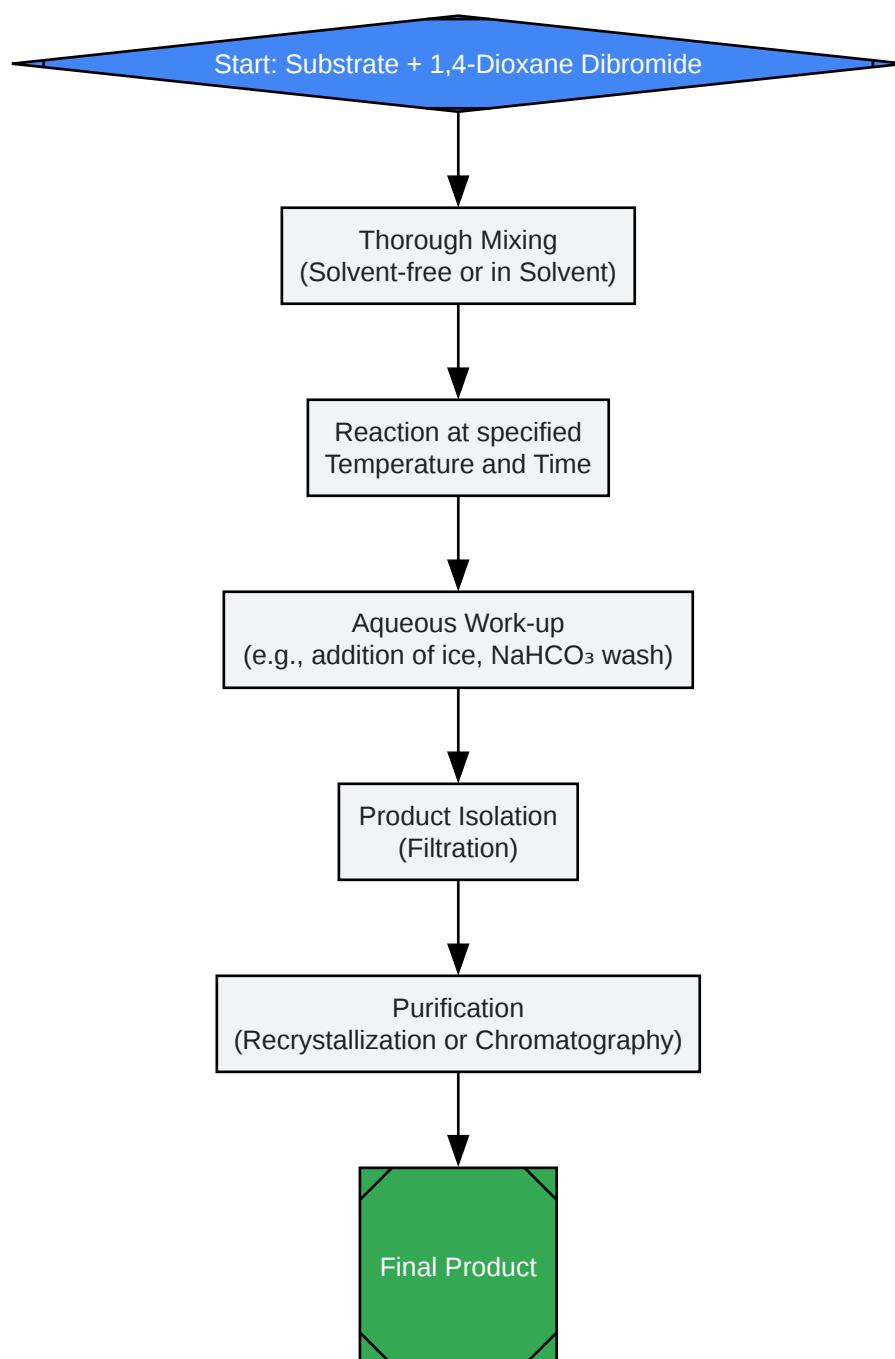 Start: Substrate + 1,4-Dioxane Dibromide
Thorough Mixing
(Solvent-free or in Solvent)
Reaction at specified
Temperature and Time
Aqueous Work-up
(e.g., addition of ice, NaHCO₃ wash)
Product Isolation
(Filtration)
Purification
(Recrystallization or Chromatography)
Final Product